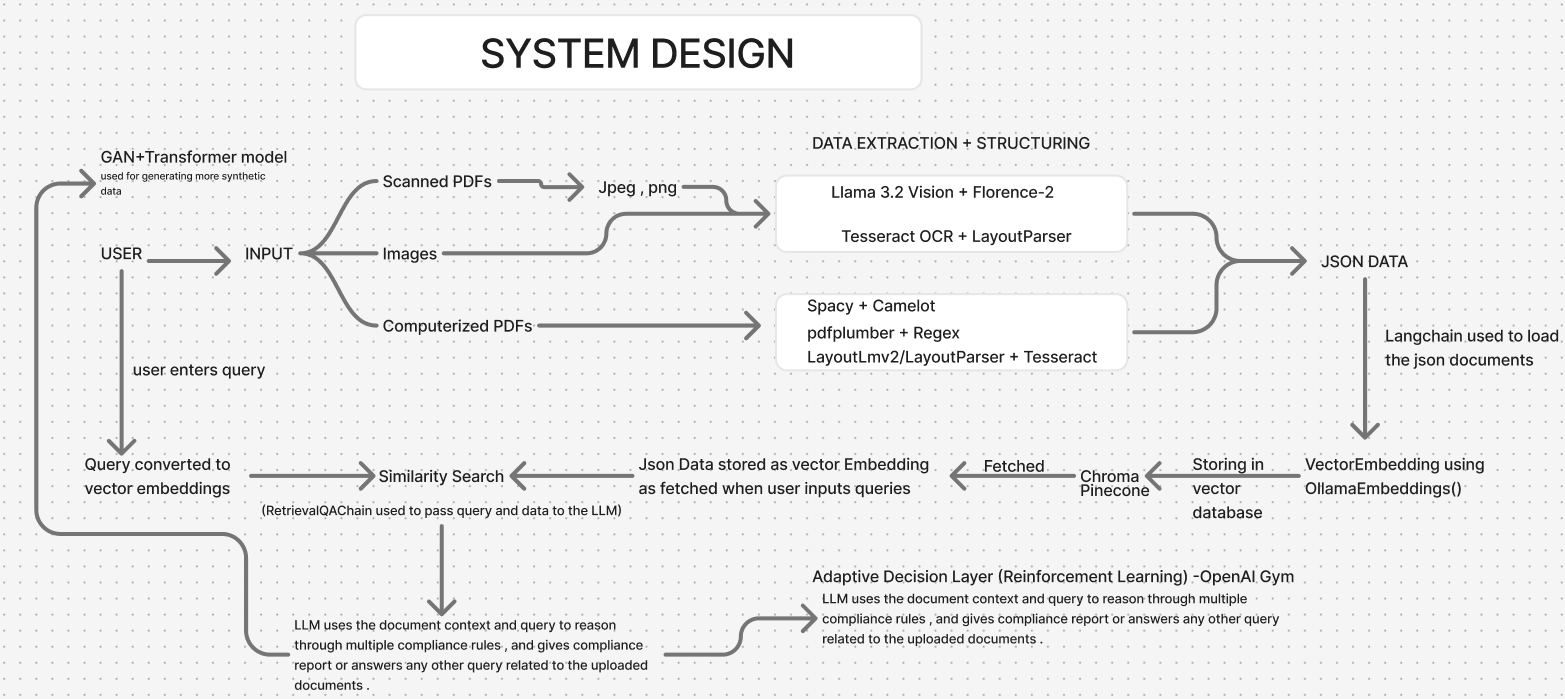 SYSTEM DESIGN
DATA EXTRACTION + STRUCTURING
GAN+Transformer model
used for generating more synthetic
data
Scanned PDFs
Jpeg , png
Llama 3.2 Vision + Florence-2
Tesseract OCR + LayoutParser
USER
INPUT
Images
JSON DATA
Computerized PDFs
Spacy + Camelot
pdfplumber + Regex
LayoutLmv2/LayoutParser + Tesseract
Langchain used to load
the json documents
user enters query
Query converted to
vector embeddings
Similarity Search
(RetrievalQAChain used to pass query and data to the LLM)
Json Data stored as vector Embedding
as fetched when user inputs queries
Fetched
Chroma
Pinecone
Storing in
vector
database
VectorEmbedding using
OllamaEmbeddings()
Adaptive Decision Layer (Reinforcement Learning) -OpenAI Gym
LLM uses the document context and query to reason through multiple
compliance rules , and gives compliance report or answers any other query
related to the uploaded documents .
LLM uses the document context and query to reason
through multiple compliance rules , and gives compliance
report or answers any other query related to the uploaded
documents .